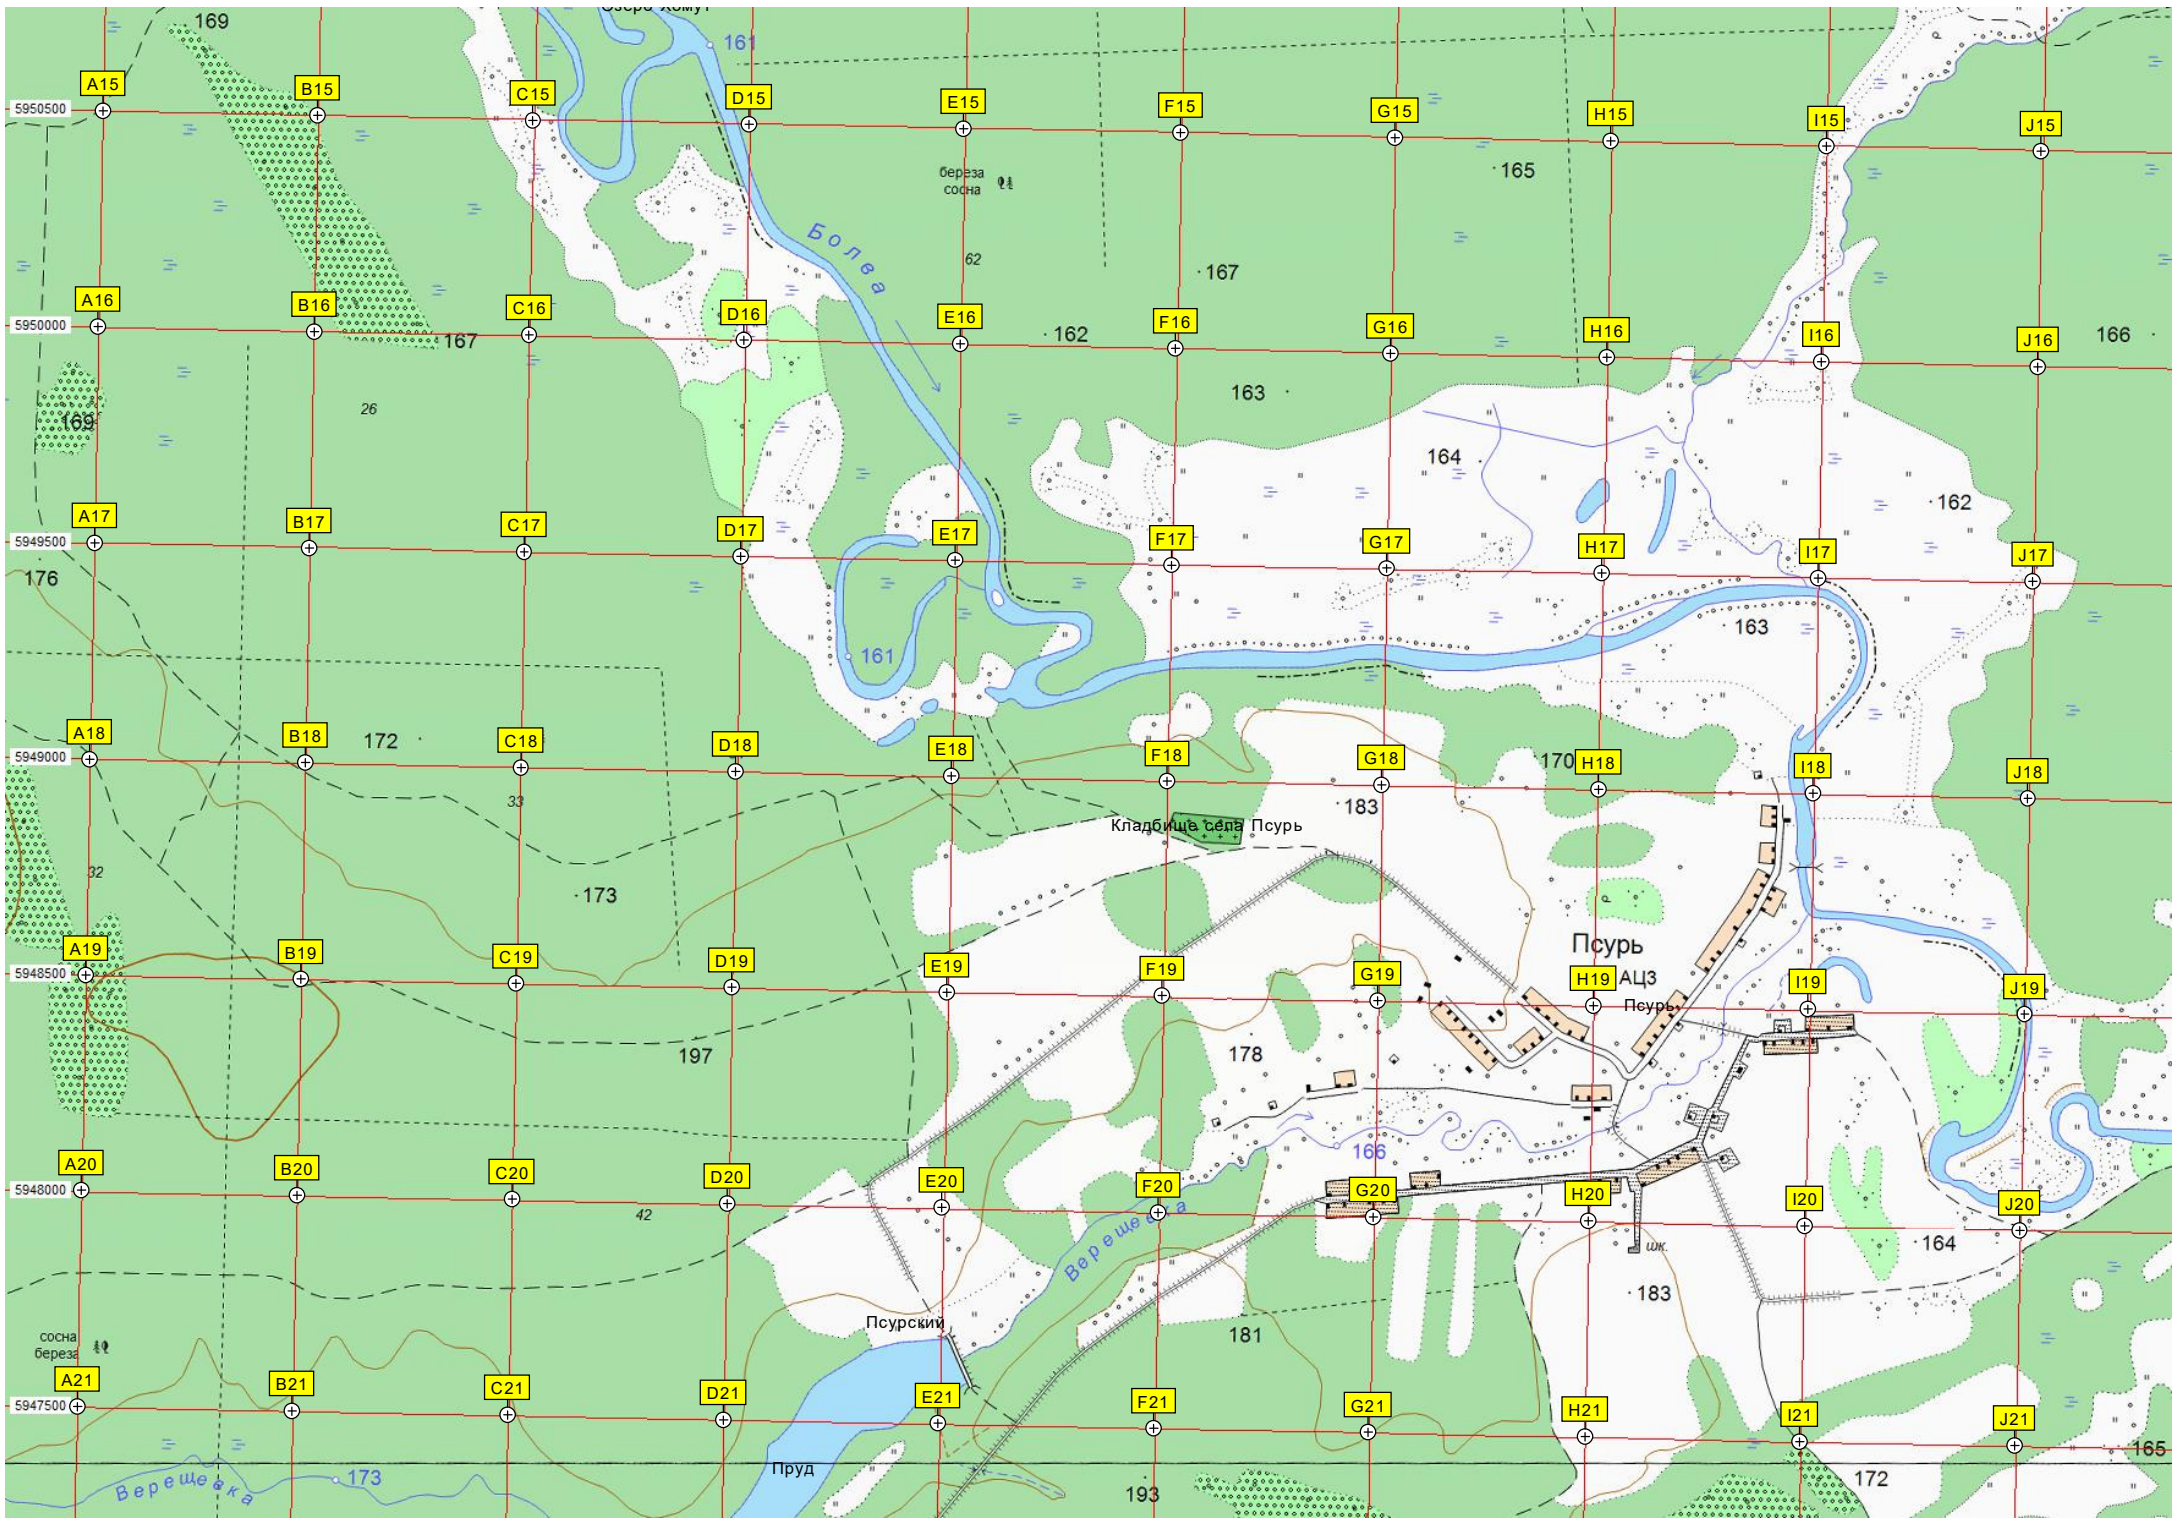 Озеро Хомут
169
161
A15
B15
C15
D15
E15
F15
G15
H15
I15
J15
5950500
165
береза
сосна
Болва
62
167
A16
B16
C16
D16
E16
F16
G16
H16
I16
J16
5950000
167
162
166
163
169
26
164
162
A17
B17
C17
D17
E17
F17
G17
H17
I17
J17
5949500
176
163
161
A18
B18
C18
D18
E18
F18
G18
H18
I18
J18
5949000
172
170
33
183
Кладбище села Псурь
32
173
Псурь
A19
B19
C19
D19
E19
F19
G19
H19
АЦЗ
I19
J19
5948500
Псурь
197
178
166
A20
B20
C20
D20
E20
F20
G20
H20
I20
J20
5948000
42
Верещевка
шк.
164
183
Псурский
181
сосна
береза
A21
B21
C21
D21
E21
F21
G21
H21
I21
J21
5947500
165
Пруд
173
Верещевка
193
172